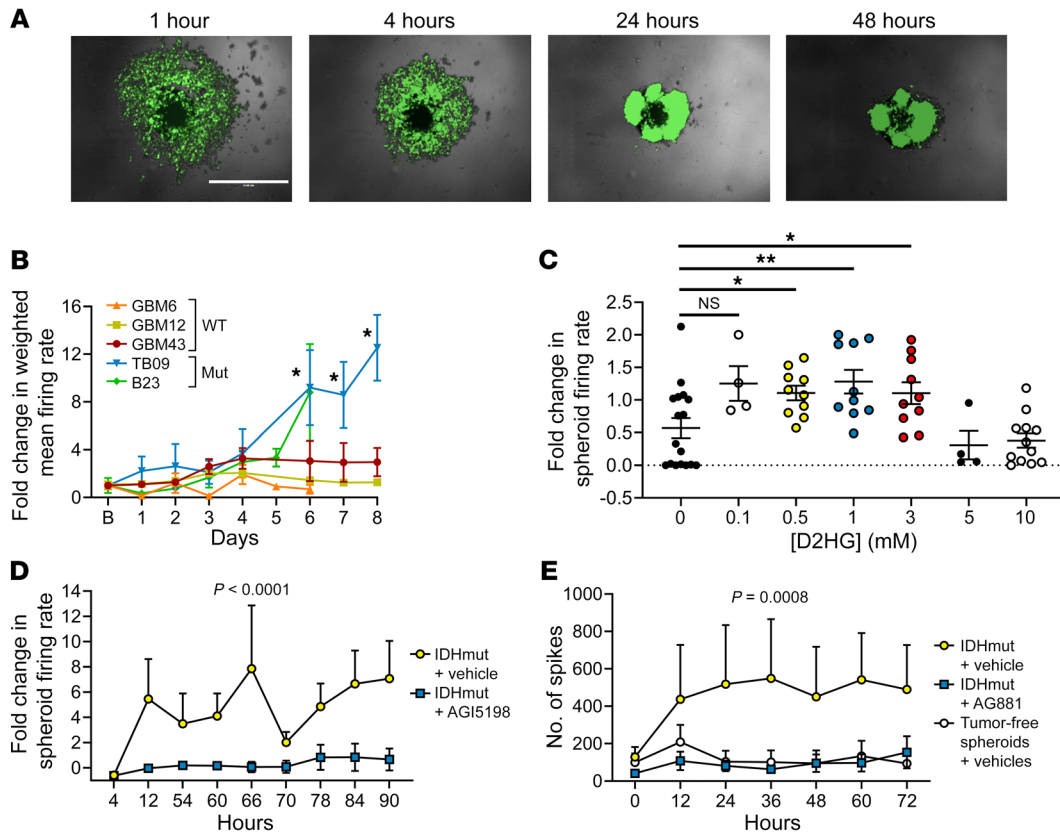 A
1 hour
4 hours
24 hours
48 hours
B
Fold change in weighted
mean firing rate
16
12
8
4
0
GBM6
GBM12
GBM43
TB09
B23
WT
Mut
*
*
*
B 1 2 3 4 5 6 7 8
Days
C
Fold change in
spheroid firing rate
2.5
2.0
1.5
1.0
0.5
0.0
-0.5
*
**
*
NS
0 0.1 0.5 1 3 5 10
[D2HG] (mM)
D
Fold change in
spheroid firing rate
14
12
10
8
6
4
2
0
P < 0.0001
4 12 54 60 66 70 78 84 90
Hours
IDHmut
+ vehicle
IDHmut
+ AGI5198
E
No. of spikes
1000
800
600
400
200
0
P = 0.0008
0 12 24 36 48 60 72
Hours
IDHmut
+ vehicle
IDHmut
+ AG881
Tumor-free
spheroids
+ vehicles